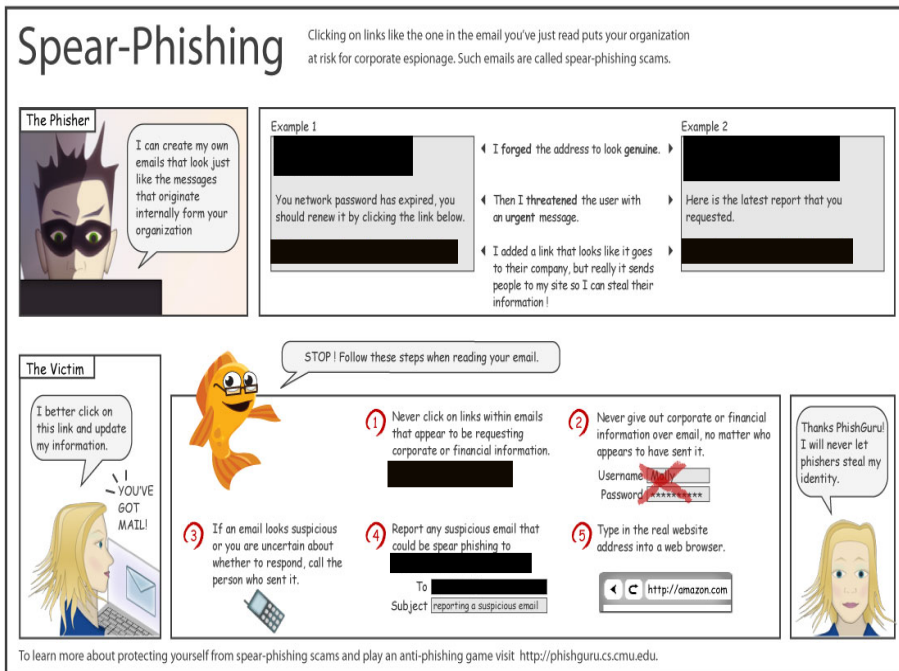 Spear-Phishing
Clicking on links like the one in the email you've just read puts your organization
at risk for corporate espionage. Such emails are called spear-phishing scams.
The Phisher
I can create my own
emails that look just
like the messages
that originate
internally form your
organization
Example 1
You network password has expired, you
should renew it by clicking the link below.
I forged the address to look genuine.
Then I threatened the user with
an urgent message.
I added a link that looks like it goes
to their company, but really it sends
people to my site so I can steal their
information !
Example 2
Here is the latest report that you
requested.
The Victim
I better click on
this link and update
my information.
YOU'VE
GOT
MAIL!
STOP ! Follow these steps when reading your email.
1
Never click on links within emails
that appear to be requesting
corporate or financial information.
2
Never give out corporate or financial
information over email, no matter who
appears to have sent it.
Username Molly
Password **********
3
If an email looks suspicious
or you are uncertain about
whether to respond, call the
person who sent it.
4
Report any suspicious email that
could be spear phishing to
To
Subject reporting a suspicious email
5
Type in the real website
address into a web browser.
http://amazon.com
Thanks PhishGuru!
I will never let
phishers steal my
identity.
To learn more about protecting yourself from spear-phishing scams and play an anti-phishing game visit http://phishguru.cs.cmu.edu.